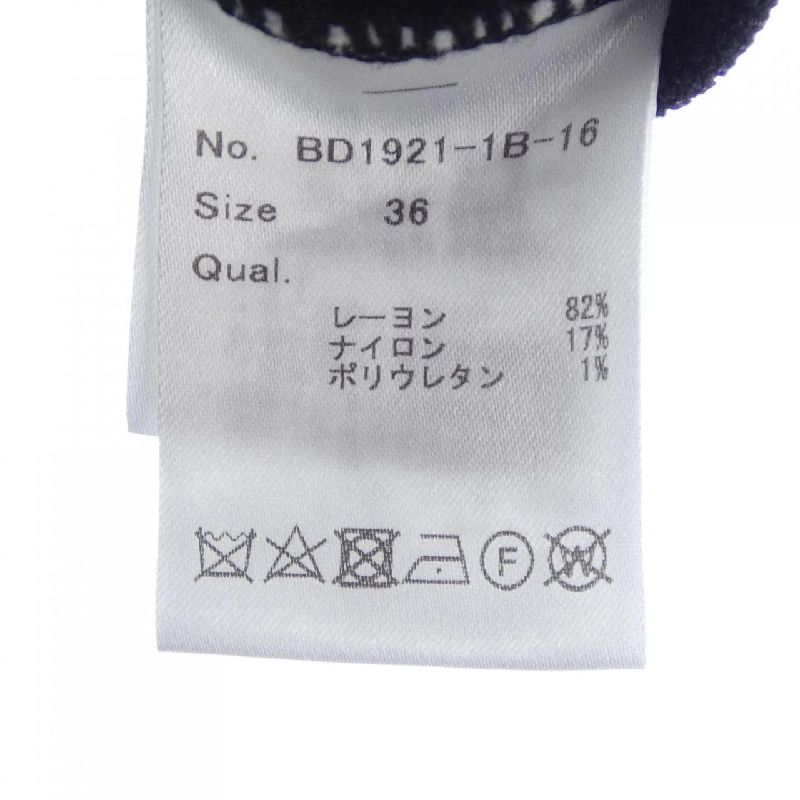 No. BD1921-1B-16
Size 36
Qual.
レーヨン 82%
ナイロン 17%
ポリウレタン 1%
F W